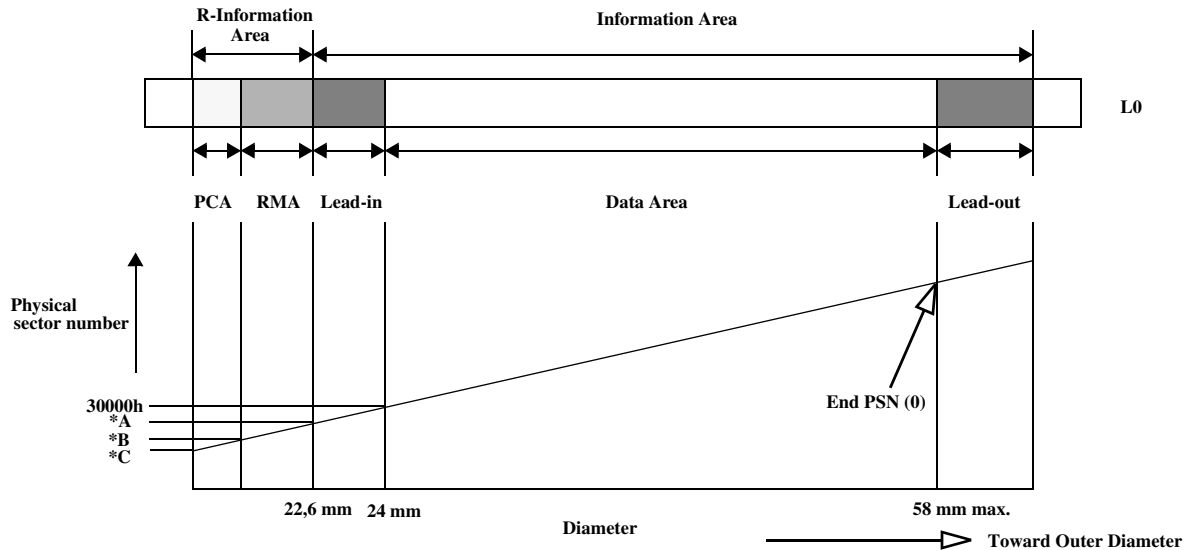 R-Information
Area
Information Area
L0
PCA
RMA
Lead-in
Data Area
Lead-out
Physical
sector number
30000h
*A
*B
*C
End PSN (0)
22,6 mm
24 mm
58 mm max.
Diameter
Toward Outer Diameter